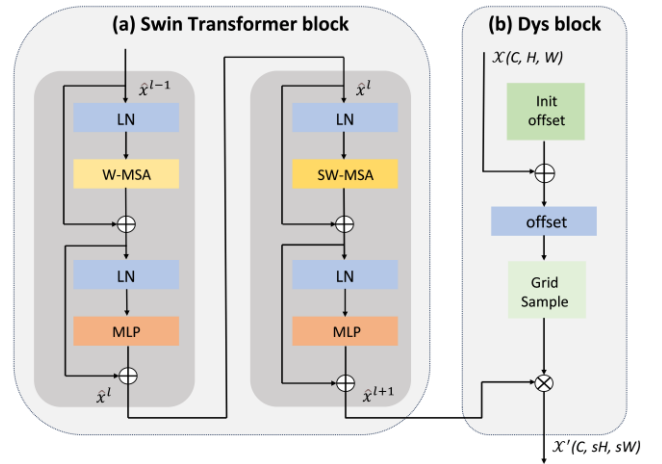 (a) Swin Transformer block
x̂^{l−1}
LN
W-MSA
LN
MLP
x̂^l
x̂^l
LN
SW-MSA
LN
MLP
x̂^{l+1}
(b) Dys block
𝒳(C, H, W)
Init
offset
offset
Grid
Sample
𝒳′(C, sH, sW)